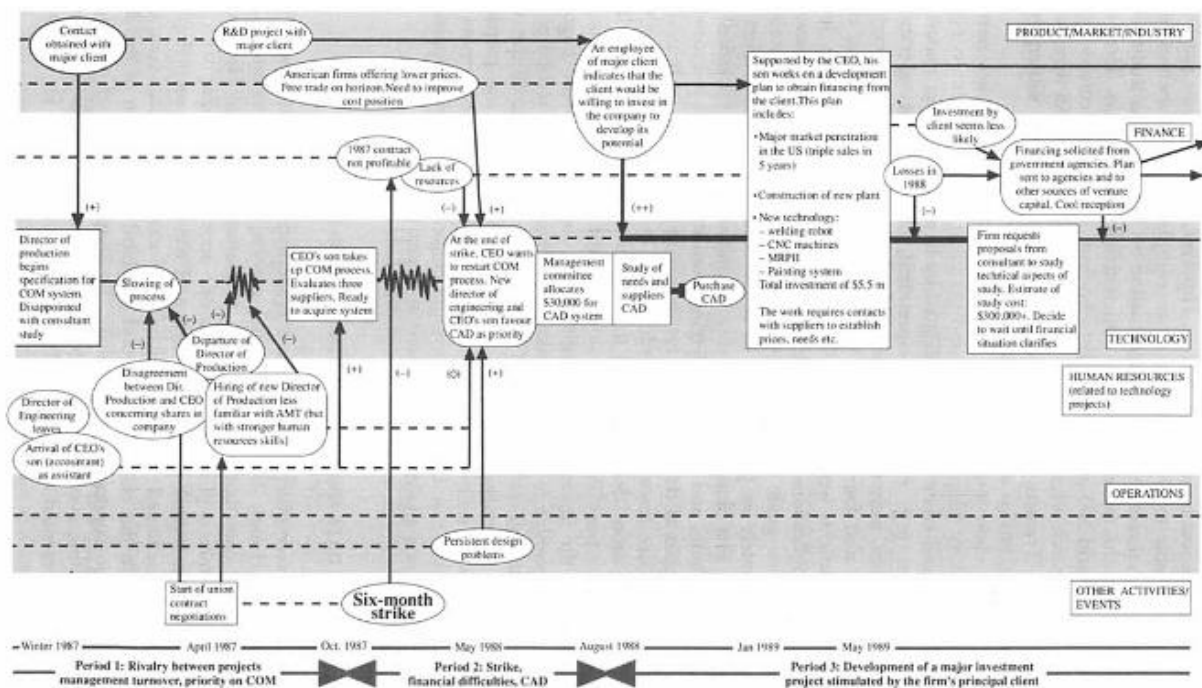 Contact
obtained with
major client
R&D project with
major client
American firms offering lower prices.
Free trade on horizon.Need to improve
cost position
An employee
of major client
indicates that the
client would be
willing to invest in
the company to
develop its
potential
Supported by the CEO, his
son works on a development
plan to obtain financing from
the client.This plan
includes:
•Major market penetration
in the US (triple sales in
5 years)
•Construction of new plant
• New technology:
– welding robot
– CNC machines
– MRPII
– Painting system
Total investment of $5.5 m
The work requires contacts
with suppliers to establish
prices, needs etc.
PRODUCT/MARKET/INDUSTRY
Investment by
client seems less
likely
FINANCE
1987 contract
not profitable
Lack of
resources
Losses in
1988
Financing solicited from
government agencies. Plan
sent to agencies and to
other sources of venture
capital. Cool reception
(+)
(–)
(+)
(++)
(–)
(–)
Director of
production
begins
specification for
COM system.
Disappointed
with consultant
study
Slowing of
process
CEO's son takes
up COM process.
Evaluates three
suppliers. Ready
to acquire system
At the end of
strike, CEO wants
to restart COM
process. New
director of
engineering and
CEO's son favour
CAD as priority
Management
committee
allocates
$30,000 for
CAD system
Study of
needs and
suppliers
CAD
Purchase
CAD
Firm requests
proposals from
consultant to study
technical aspects of
study. Estimate of
study cost:
$300,000+. Decide
to wait until financial
situation clarifies
TECHNOLOGY
(–)
(–)
(–)
(–)
(+)
(–)
(0)
(+)
Departure of
Director of
Production
Disagreement
between Dir.
Production and CEO
concerning shares in
company
Hiring of new Director
of Production less
familiar with AMT (but
with stronger human
resources skills)
Director of
Engineering
leaves
Arrival of CEO's
son (accountant)
as assistant
HUMAN RESOURCES
(related to technology
projects)
OPERATIONS
Persistent design
problems
Start of union
contract
negotiations
Six-month
strike
OTHER ACTIVITIES/
EVENTS
Winter 1987
April 1987
Oct. 1987
May 1988
August 1988
Jan 1989
May 1989
Period 1: Rivalry between projects
management turnover, priority on COM
Period 2: Strike,
financial difficulties, CAD
Period 3: Development of a major investment
project stimulated by the firm's principal client